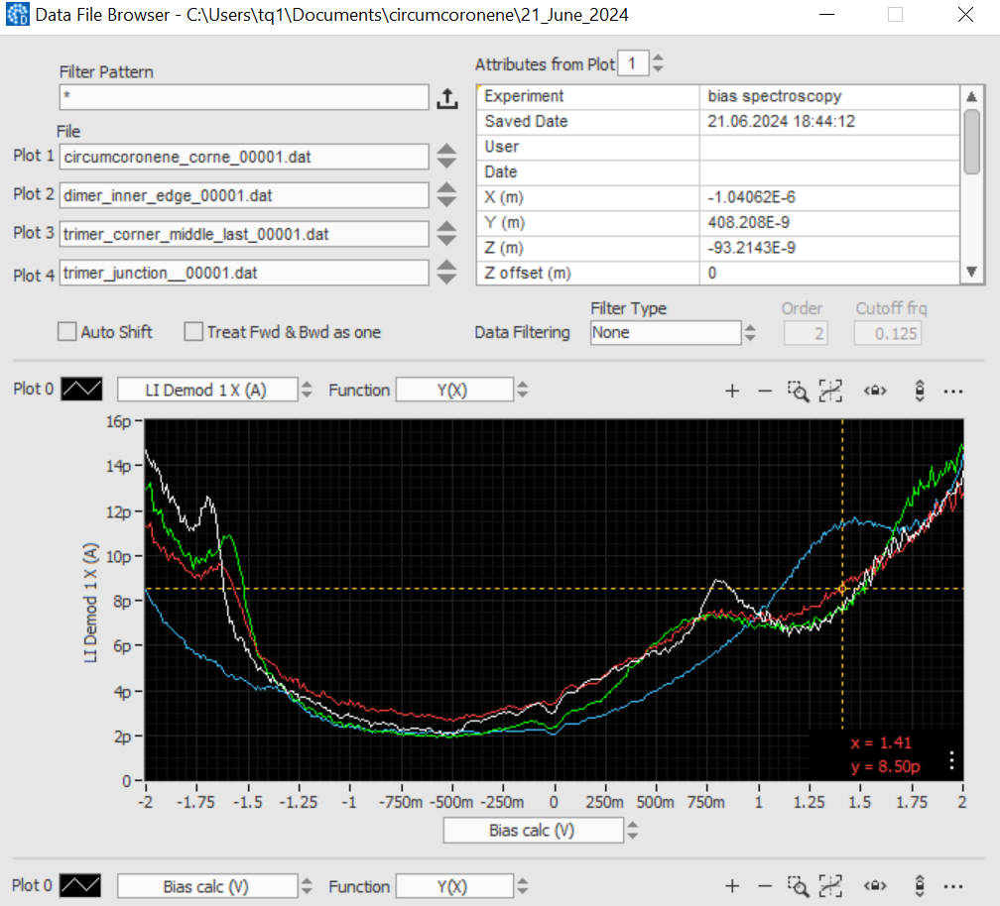 Data File Browser - C:\Users\tq1\Documents\circumcoronene\21_June_2024
Filter Pattern
*
File
Plot 1 circumcoronene_corne_00001.dat
Plot 2 dimer_inner_edge_00001.dat
Plot 3 trimer_corner_middle_last_00001.dat
Plot 4 trimer_junction__00001.dat
Attributes from Plot 1
Experiment bias spectroscopy
Saved Date 21.06.2024 18:44:12
User
Date
X (m) -1.04062E-6
Y (m) 408.208E-9
Z (m) -93.2143E-9
Z offset (m) 0
Auto Shift Treat Fwd & Bwd as one Data Filtering
Filter Type Order Cutoff frq
None 2 0.125
Plot 0 LI Demod 1 X (A) Function Y(X)
LI Demod 1 X (A)
16p
14p
12p
10p
8p
6p
4p
2p
0
x = 1.41
y = 8.50p
-2 -1.75 -1.5 -1.25 -1 -750m -500m -250m 0 250m 500m 750m 1 1.25 1.5 1.75 2
Bias calc (V)
Plot 0 Bias calc (V) Function Y(X)